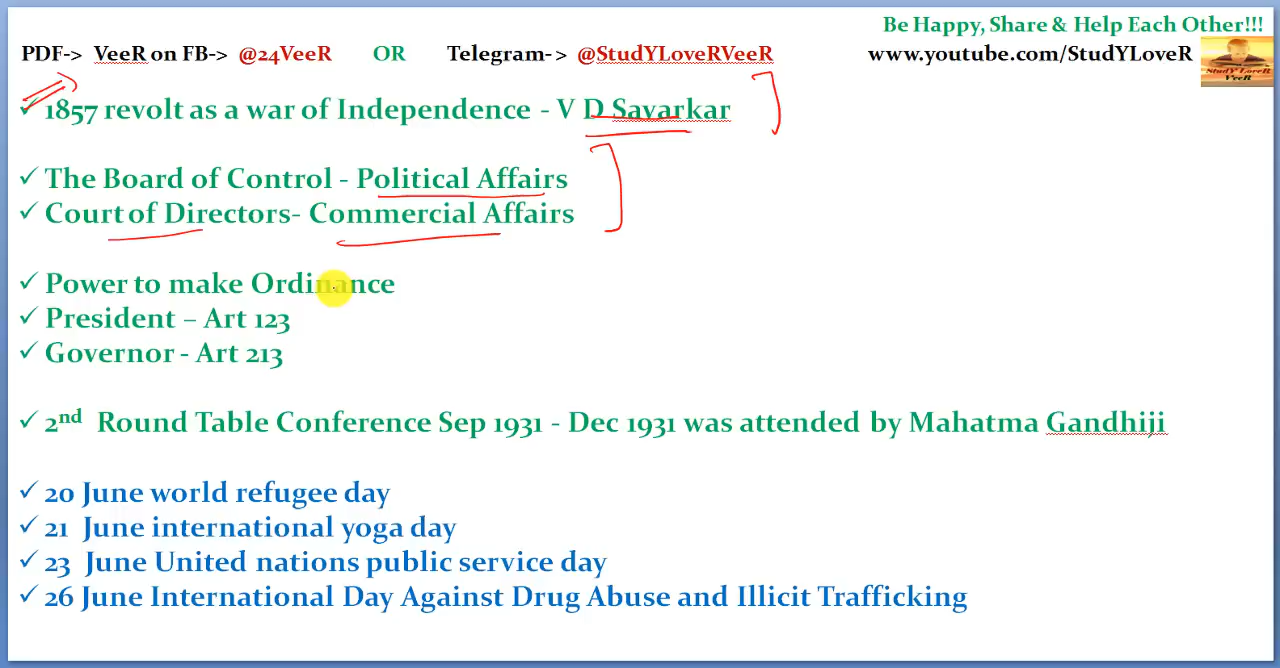 Be Happy, Share & Help Each Other!!!
PDF-> VeeR on FB-> @24VeeR OR Telegram-> @StudYLoveRVeeR www.youtube.com/StudYLoveR
StudY LoveR
VeeR
✓ 1857 revolt as a war of Independence - V D Savarkar
✓ The Board of Control - Political Affairs
✓ Court of Directors- Commercial Affairs
✓ Power to make Ordinance
✓ President – Art 123
✓ Governor - Art 213
✓ 2nd Round Table Conference Sep 1931 - Dec 1931 was attended by Mahatma Gandhiji
✓ 20 June world refugee day
✓ 21 June international yoga day
✓ 23 June United nations public service day
✓ 26 June International Day Against Drug Abuse and Illicit Trafficking